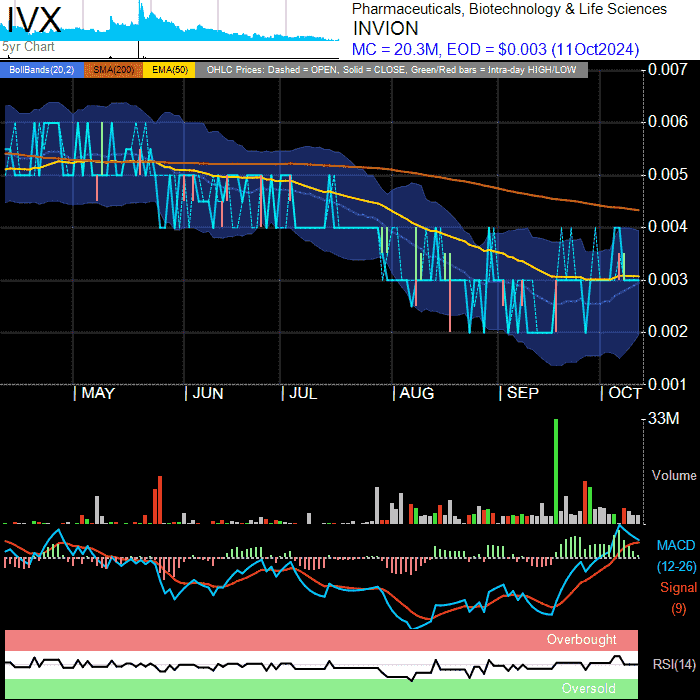 IVX
5yr Chart
Pharmaceuticals, Biotechnology & Life Sciences
INVION
MC = 20.3M, EOD = $0.003 (11Oct2024)
BollBands(20,2) SMA(200) EMA(50) OHLC Prices: Dashed = OPEN, Solid = CLOSE, Green/Red bars = Intra-day HIGH/LOW
0.007
0.006
0.005
0.004
0.003
0.002
0.001
MAY JUN JUL AUG SEP OCT
33M
Volume
MACD
(12-26)
Signal
(9)
Overbought
RSI(14)
Oversold